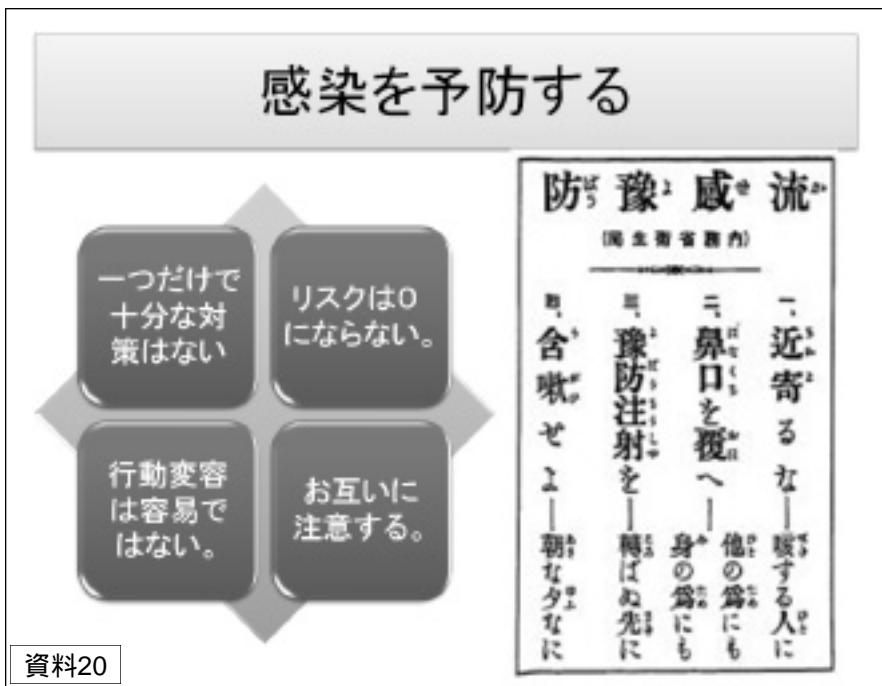 感染を予防する
一つだけで
十分な対
策はない
リスクは0
にならない。
行動変容
は容易で
はない。
お互いに
注意する。
流感豫防
(内務省衛生局)
一、近寄るな――咳する人に
二、鼻口を覆へ――他の爲にも
身の爲にも
三、豫防注射を――轉ばぬ先に
四、含嗽せよ――朝な夕なに
資料20